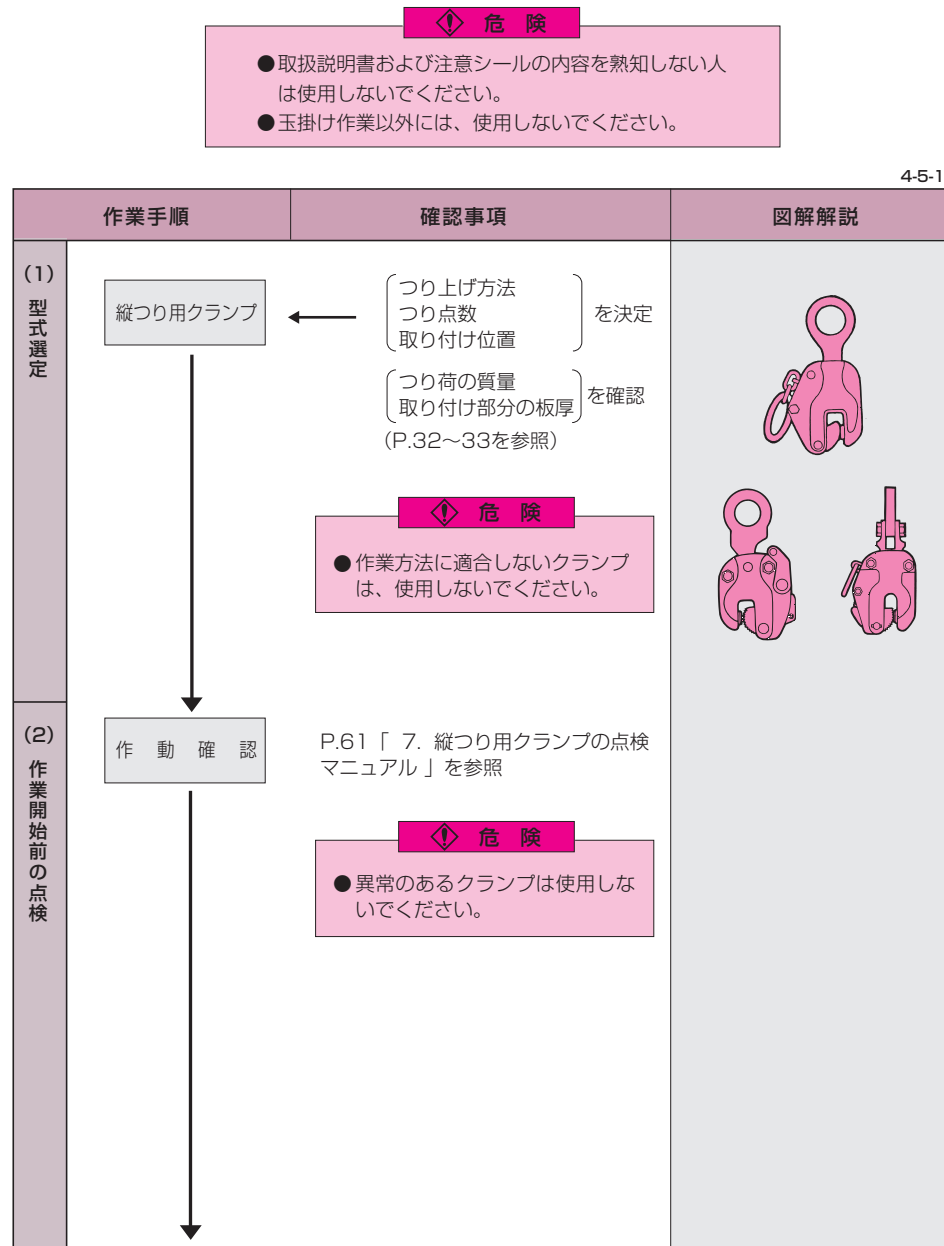 危 険
●取扱説明書および注意シールの内容を熟知しない人
は使用しないでください。
●玉掛け作業以外には、使用しないでください。
4-5-1
作業手順
確認事項
図解解説
(1)
型式選定
縦つり用クランプ
つり上げ方法
つり点数
取り付け位置
を決定
つり荷の質量
取り付け部分の板厚
を確認
(P.32〜33を参照)
危 険
●作業方法に適合しないクランプ
は、使用しないでください。
(2)
作業開始前の点検
作 動 確 認
P.61「 7. 縦つり用クランプの点検
マニュアル 」を参照
危 険
●異常のあるクランプは使用しな
いでください。